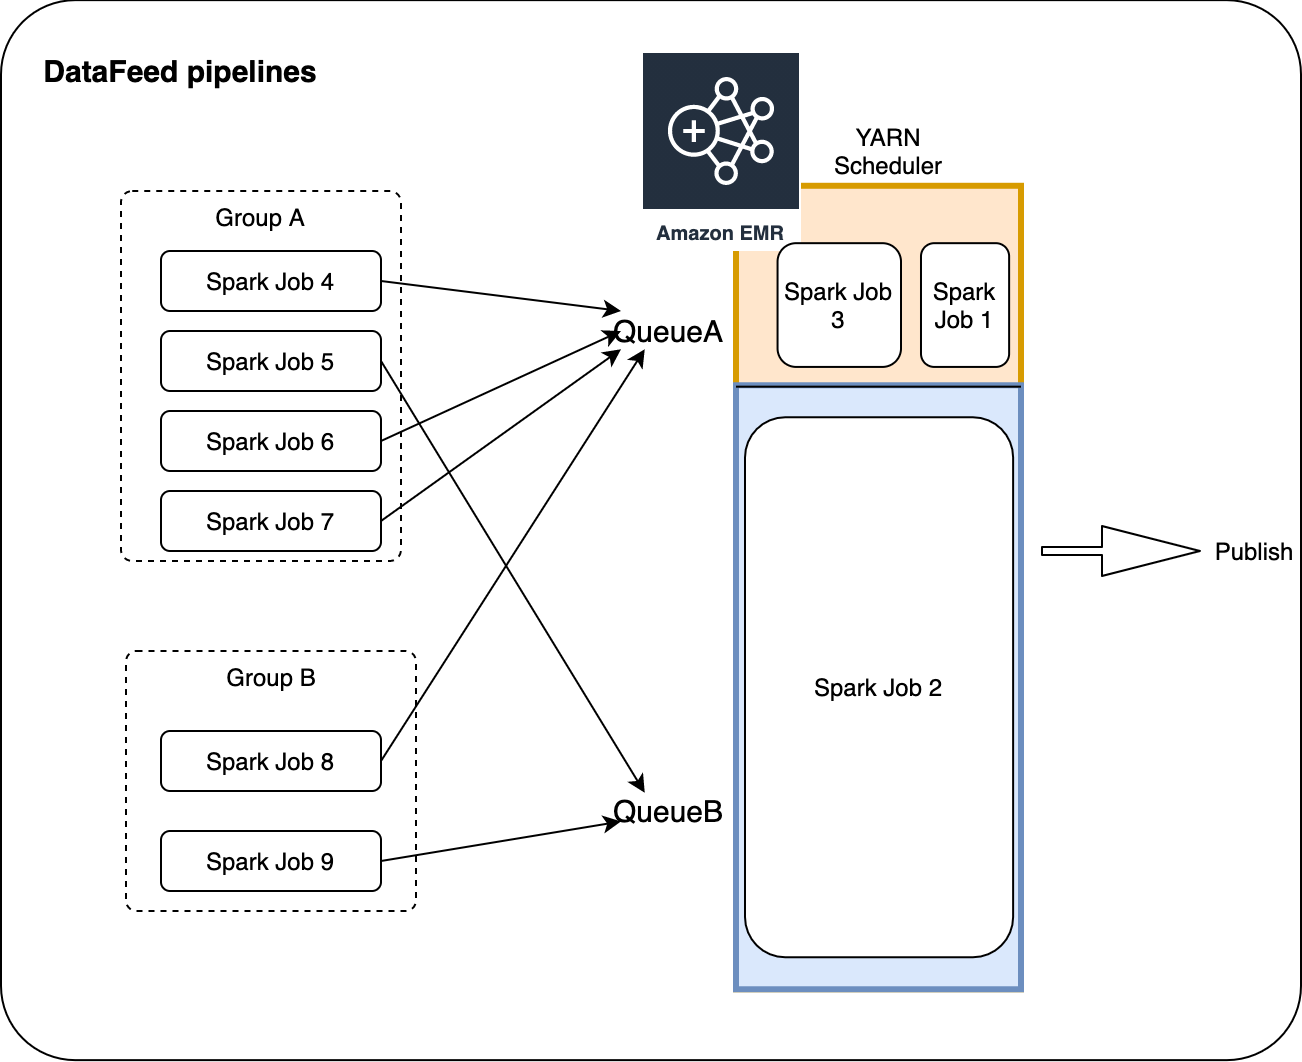 DataFeed pipelines
Group A
Spark Job 4
Spark Job 5
Spark Job 6
Spark Job 7
Group B
Spark Job 8
Spark Job 9
QueueA
QueueB
Amazon EMR
YARN
Scheduler
Spark Job
3
Spark
Job 1
Spark Job 2
Publish